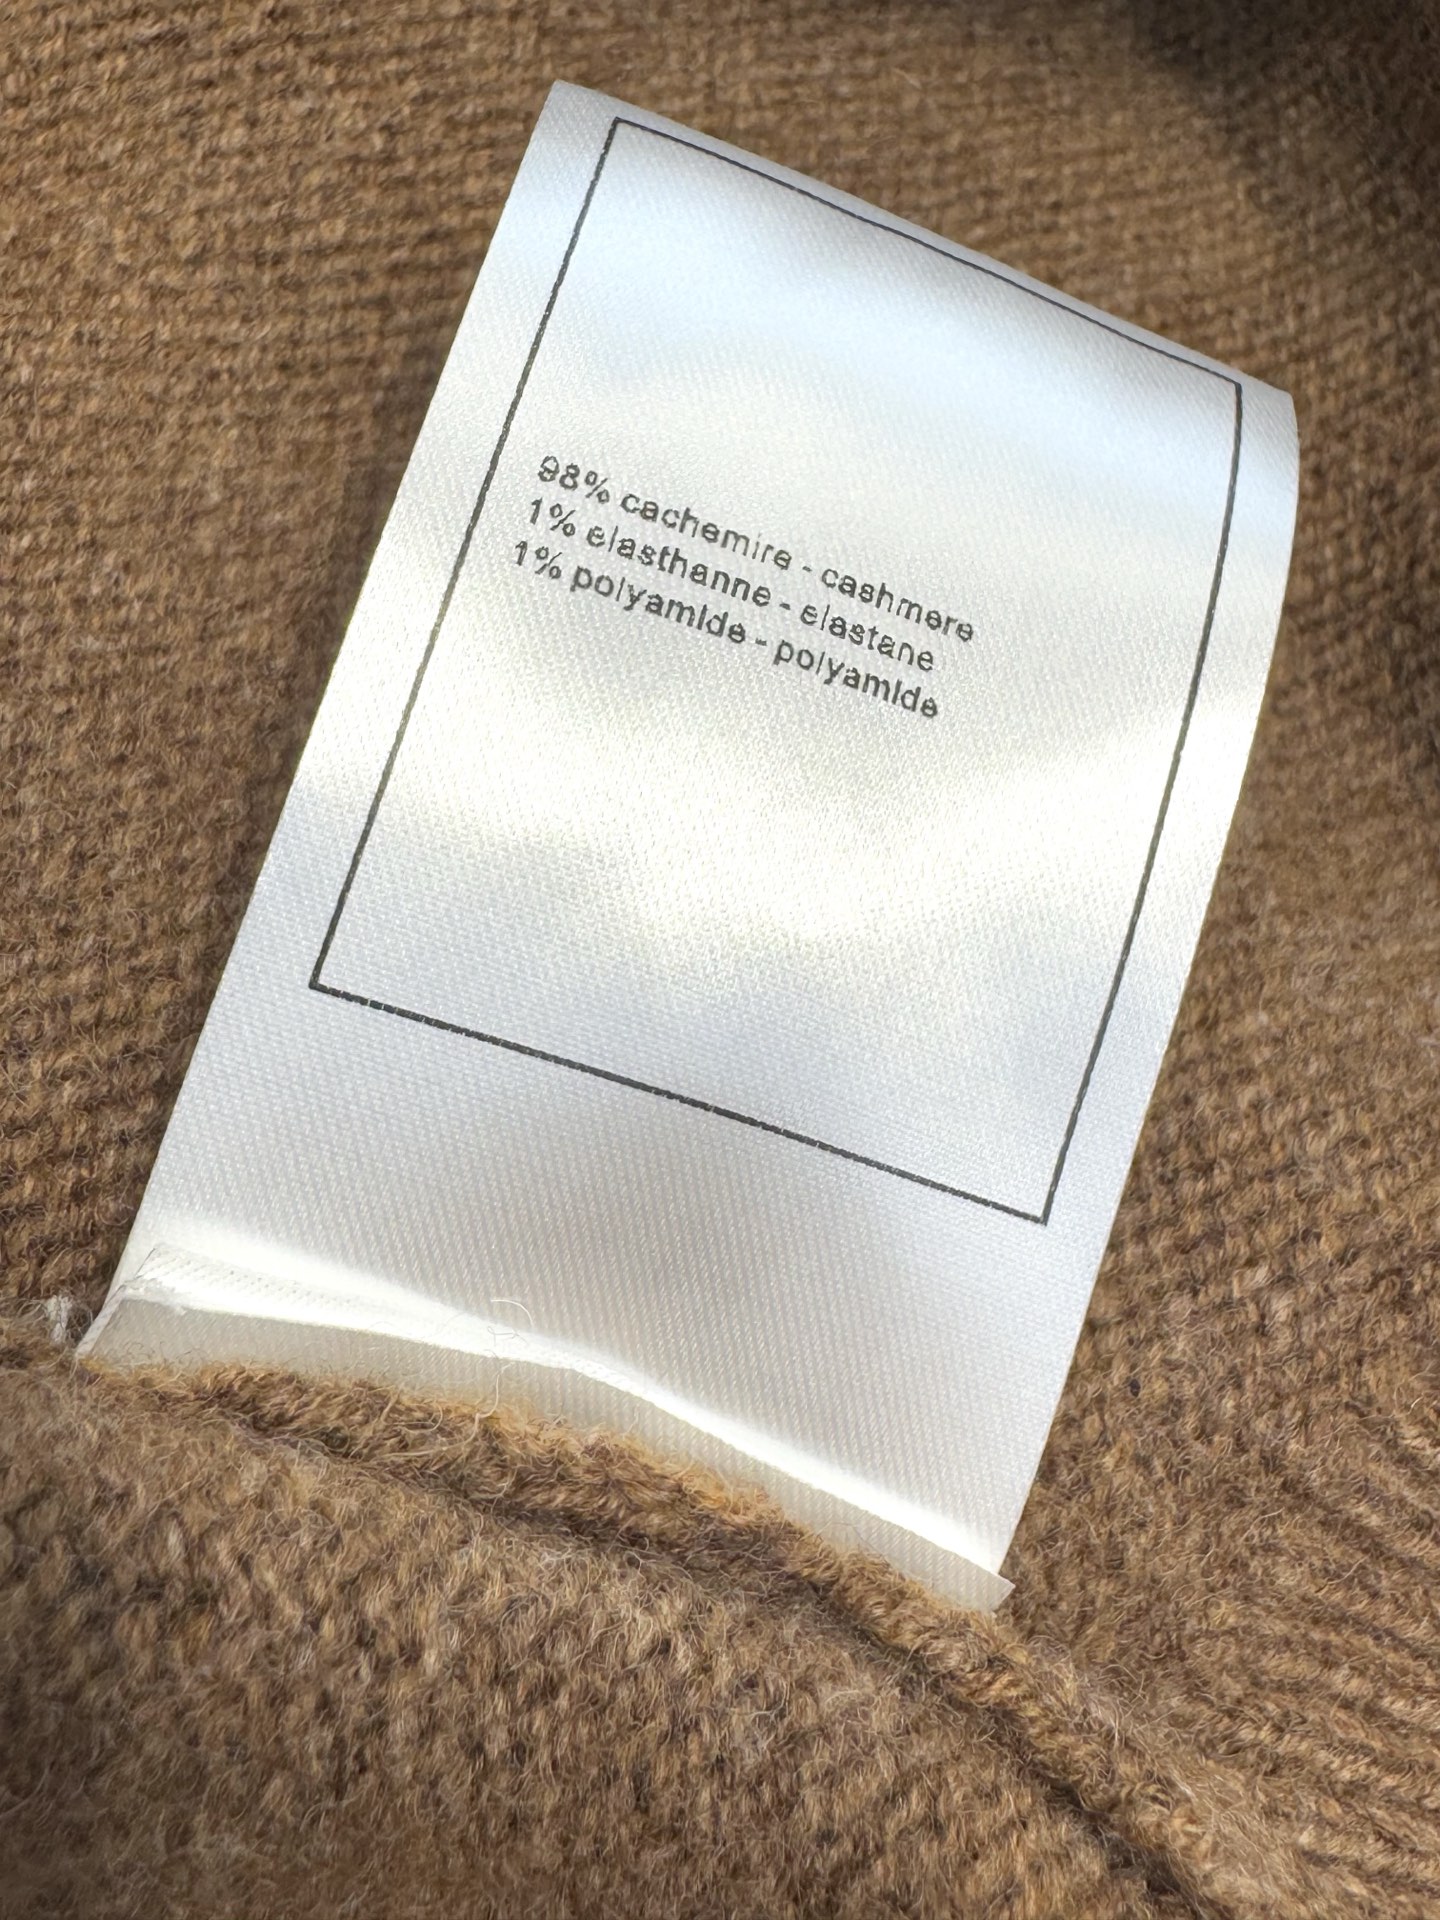 98% cachemire - cashmere
1% elasthanne - elastane
1% polyamide - polyamide